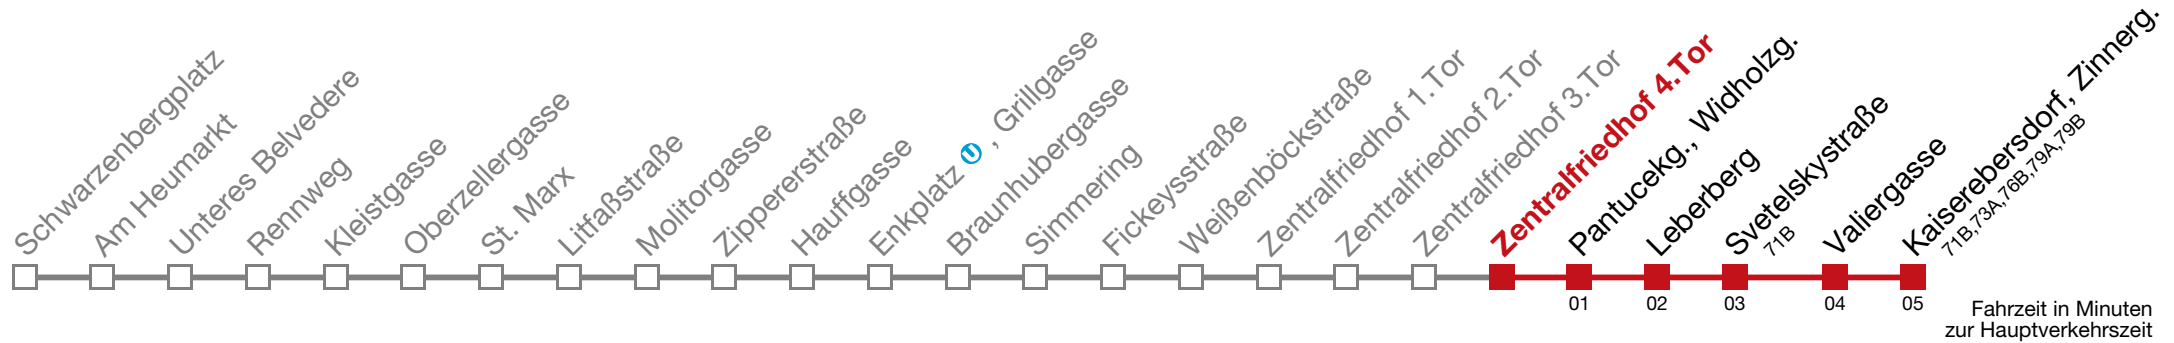 Schwarzenbergplatz
Am Heumarkt
Unteres Belvedere
Rennweg
Kleistgasse
Oberzellergasse
St. Marx
Litfaßstraße
Molitorgasse
Zippererstraße
Hauffgasse
Enkplatz U, Grillgasse
Braunhubergasse
Simmering
Fickeysstraße
Weißenböckstraße
Zentralfriedhof 1.Tor
Zentralfriedhof 2.Tor
Zentralfriedhof 3.Tor
Zentralfriedhof 4.Tor
Pantucekg., Widholzg.
Leberberg
Svetelskystraße
71B
Valiergasse
Kaiserebersdorf, Zinnerg.
71B,73A,76B,79A,79B
01
02
03
04
05
Fahrzeit in Minuten
zur Hauptverkehrszeit